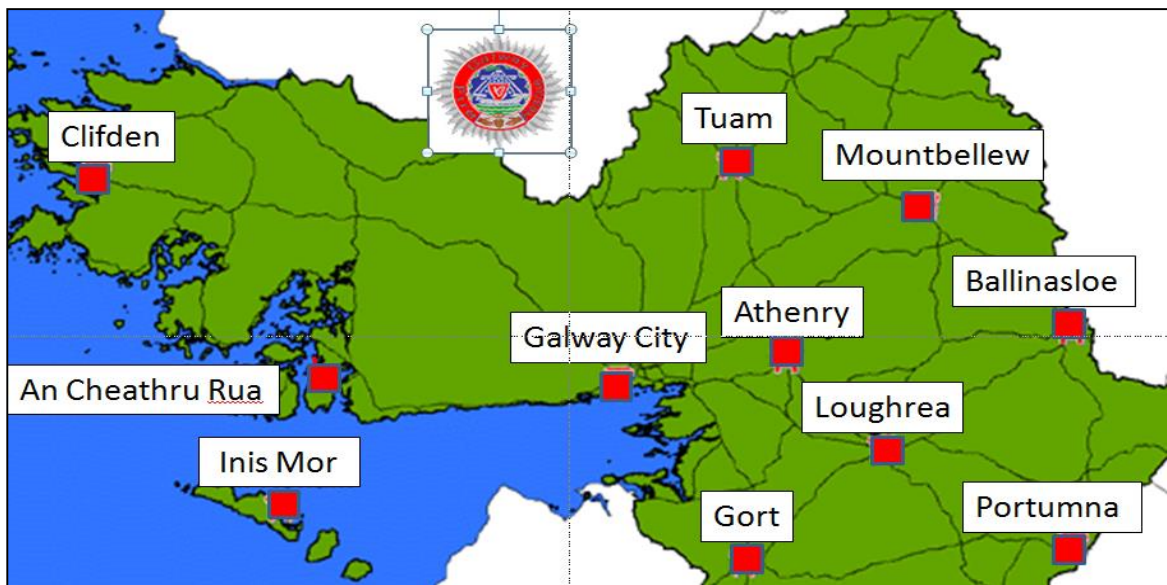 Clifden
Tuam
Mountbellew
Ballinasloe
Athenry
Galway City
An Cheathru Rua
Loughrea
Inis Mor
Gort
Portumna